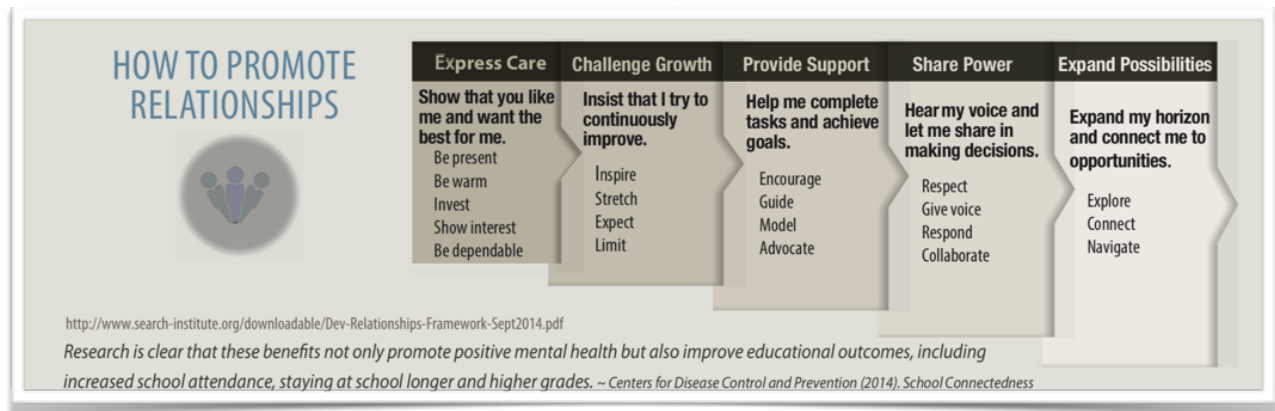 HOW TO PROMOTE
RELATIONSHIPS
Express Care
Show that you like
me and want the
best for me.
Be present
Be warm
Invest
Show interest
Be dependable
Challenge Growth
Insist that I try to
continuously
improve.
Inspire
Stretch
Expect
Limit
Provide Support
Help me complete
tasks and achieve
goals.
Encourage
Guide
Model
Advocate
Share Power
Hear my voice and
let me share in
making decisions.
Respect
Give voice
Respond
Collaborate
Expand Possibilities
Expand my horizon
and connect me to
opportunities.
Explore
Connect
Navigate
http://www.search-institute.org/downloadable/Dev-Relationships-Framework-Sept2014.pdf
Research is clear that these benefits not only promote positive mental health but also improve educational outcomes, including
increased school attendance, staying at school longer and higher grades. ~ Centers for Disease Control and Prevention (2014). School Connectedness